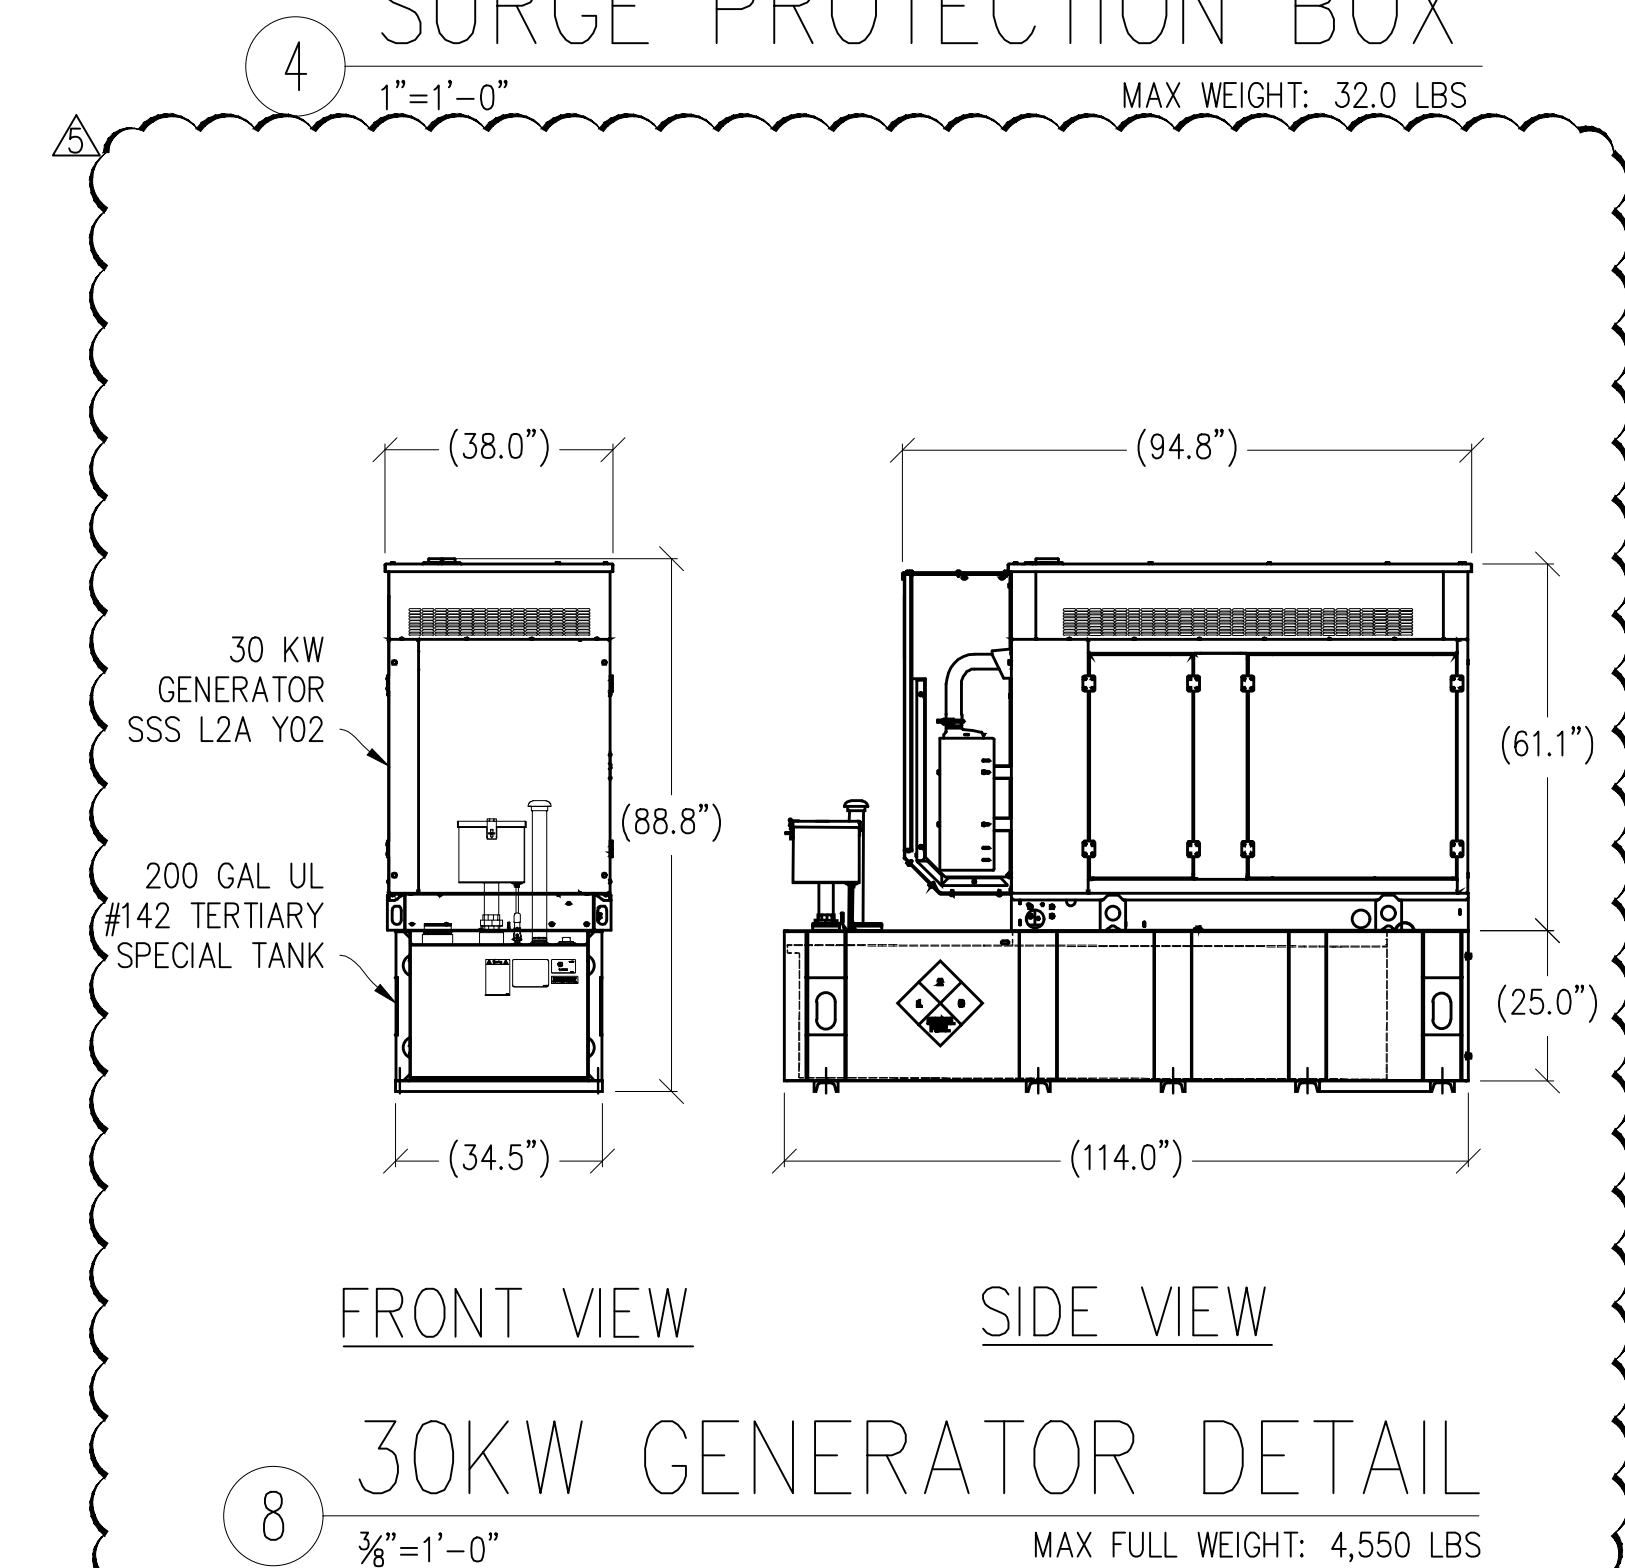 SURGE PROTECTION BOX
4
1”=1’-0”
MAX WEIGHT: 32.0 LBS
5
(38.0”)
(94.8”)
30 KW
GENERATOR
SSS L2A Y02
(61.1”)
(88.8”)
200 GAL UL
#142 TERTIARY
SPECIAL TANK
(25.0”)
(34.5”)
(114.0”)
FRONT VIEW
SIDE VIEW
30KW GENERATOR DETAIL
8
⅜”=1’-0”
MAX FULL WEIGHT: 4,550 LBS